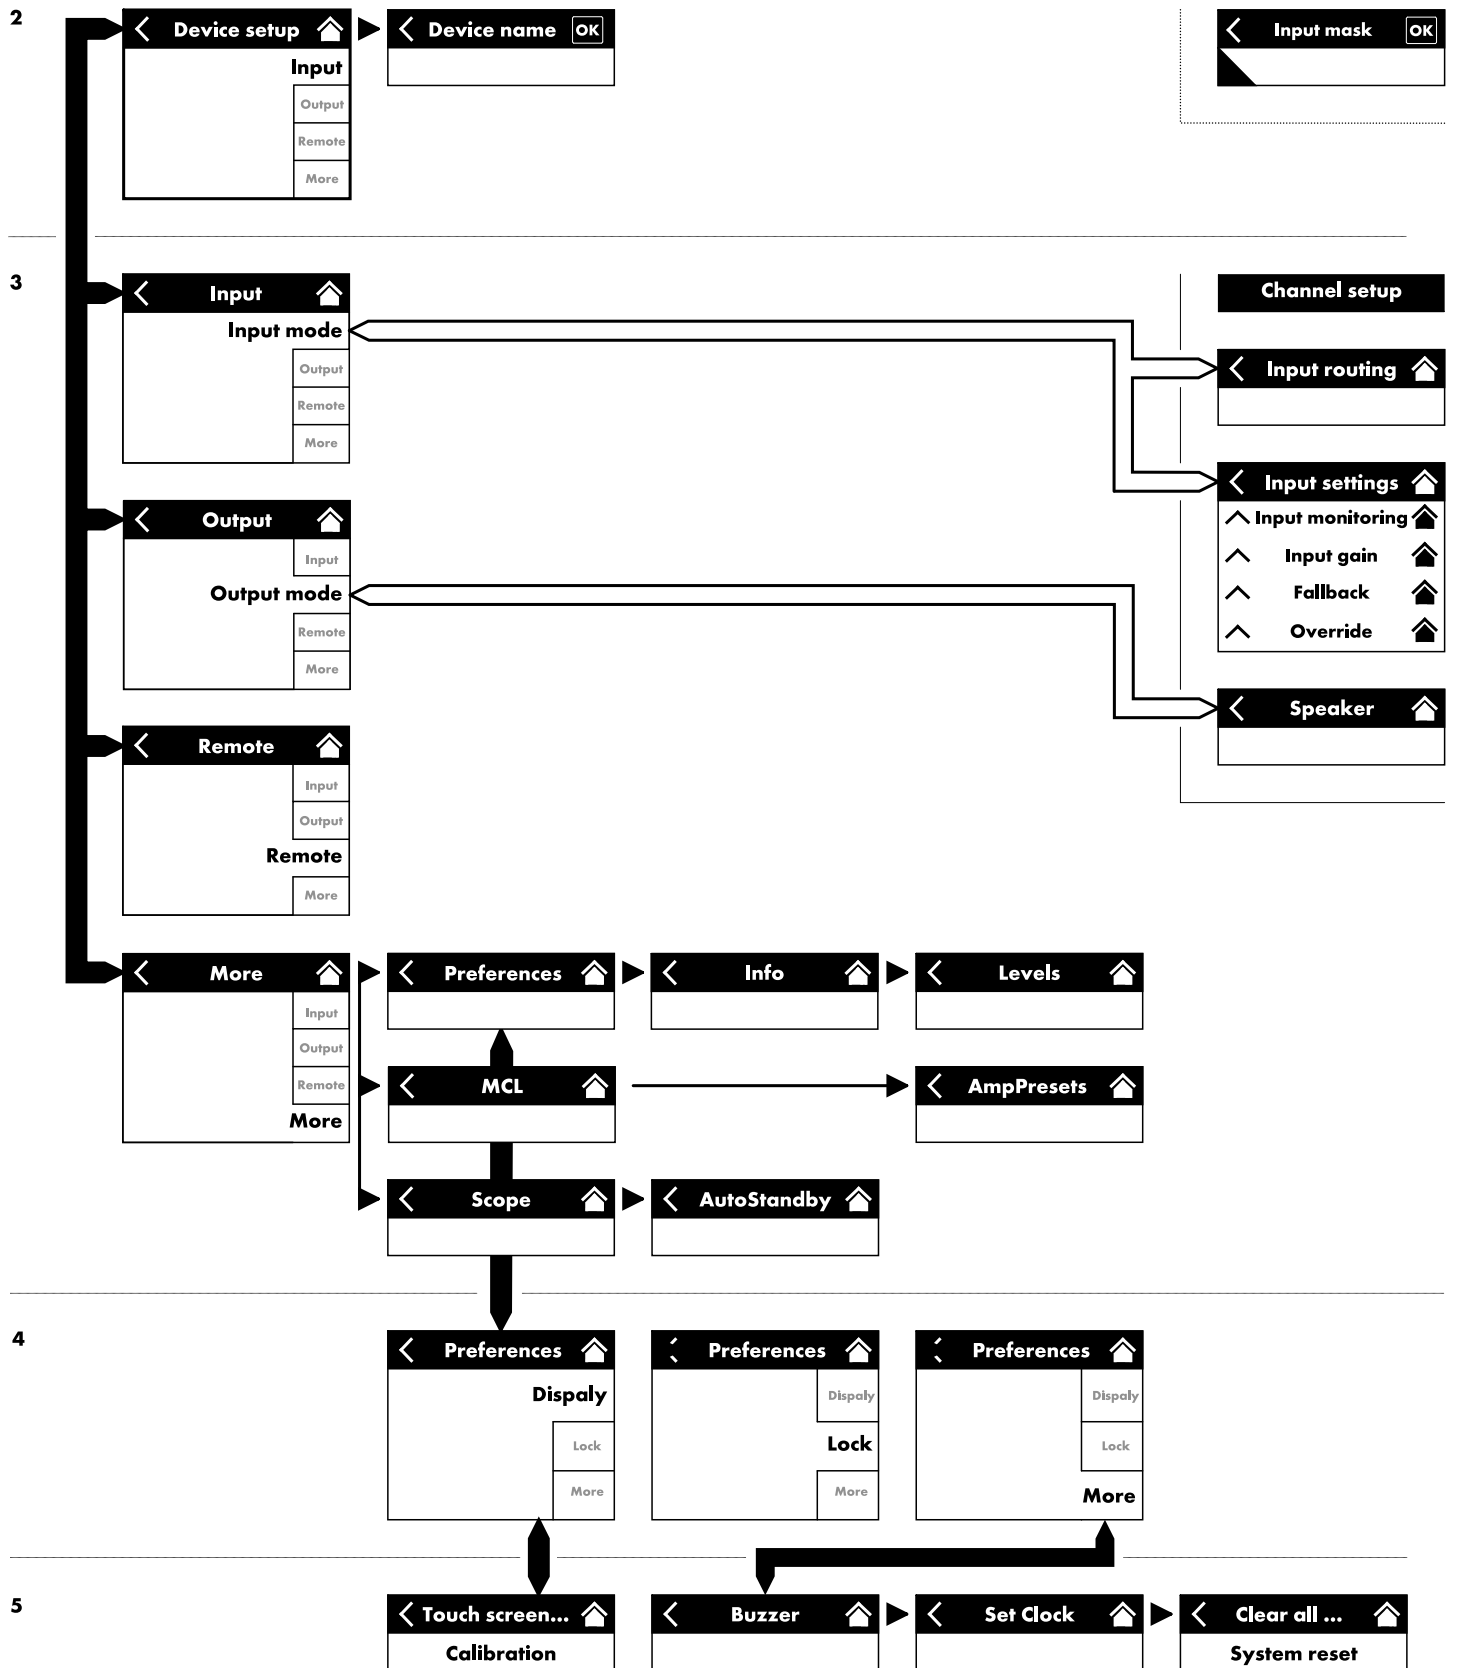 2
Device setup
Device name OK
Input mask OK
Input
Output
Remote
More
3
Input
Input mode
Output
Remote
More
Channel setup
Input routing
Input settings
Input monitoring
Input gain
Fallback
Override
Output
Input
Output mode
Remote
More
Speaker
Remote
Input
Output
Remote
More
More
Input
Output
Remote
More
Preferences
Info
Levels
MCL
AmpPresets
Scope
AutoStandby
4
Preferences
Dispaly
Lock
More
Preferences
Dispaly
Lock
More
Preferences
Dispaly
Lock
More
5
Touch screen...
Calibration
Buzzer
Set Clock
Clear all ...
System reset